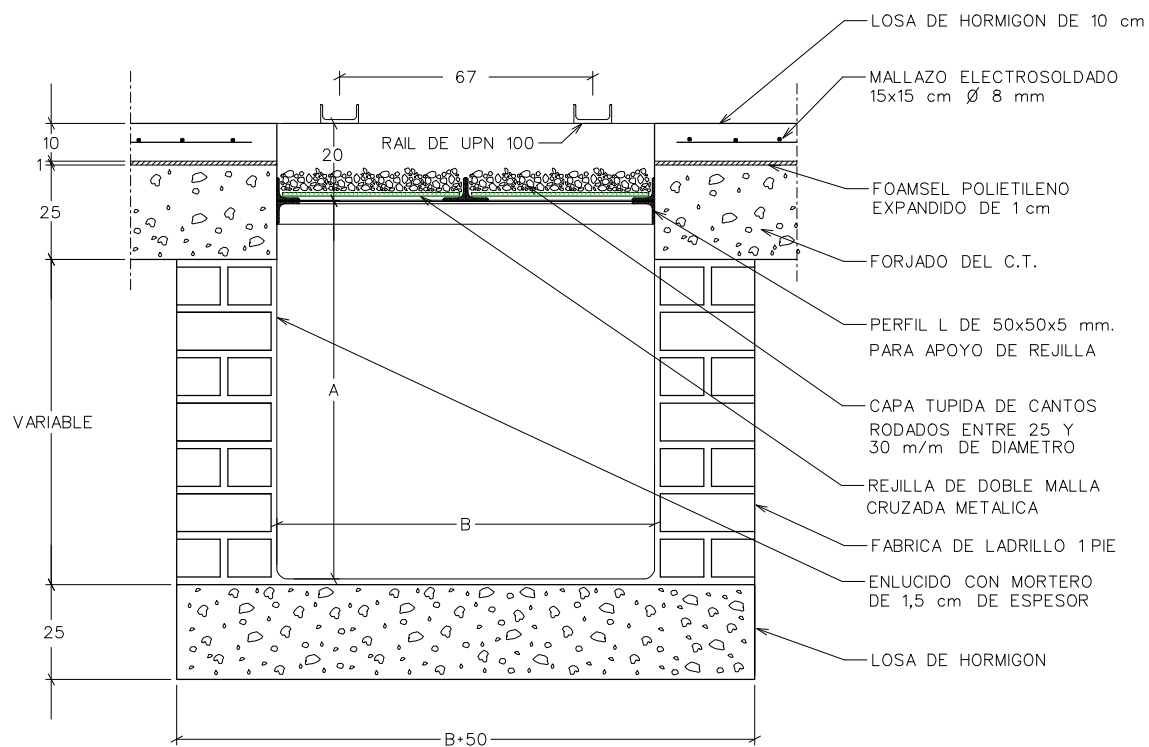 LOSA DE HORMIGON DE 10 cm
67
MALLAZO ELECTROSOLDADO
15x15 cm Ø 8 mm
10
RAIL DE UPN 100
20
1
FOAMSEL POLIETILENO
EXPANDIDO DE 1 cm
25
FORJADO DEL C.T.
PERFIL L DE 50x50x5 mm.
PARA APOYO DE REJILLA
A
VARIABLE
CAPA TUPIDA DE CANTOS
RODADOS ENTRE 25 Y
30 m/m DE DIAMETRO
REJILLA DE DOBLE MALLA
CRUZADA METALICA
B
FABRICA DE LADRILLO 1 PIE
ENLUCIDO CON MORTERO
DE 1,5 cm DE ESPESOR
25
LOSA DE HORMIGON
B+50